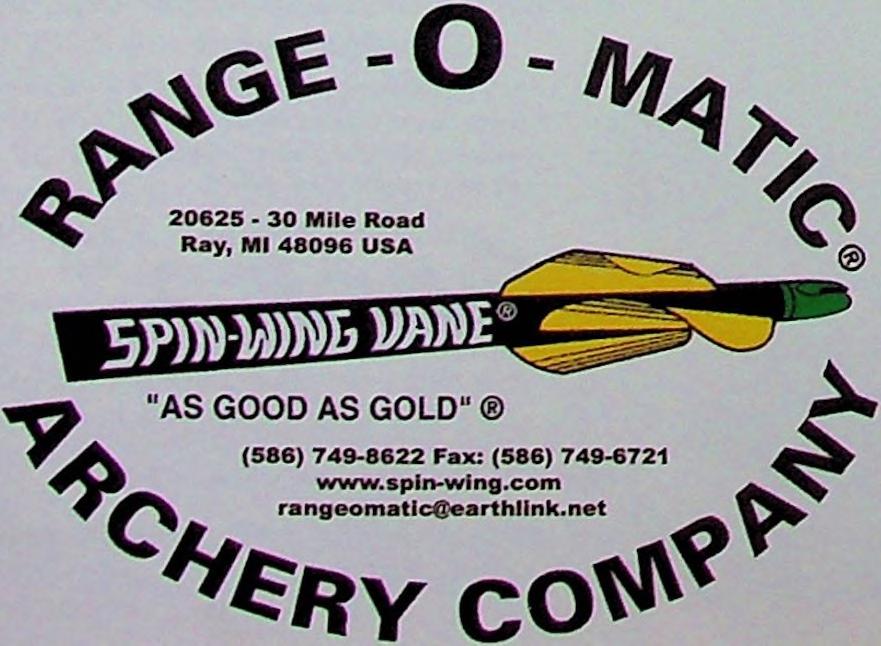 RANGE - O - MATIC®
20625 - 30 Mile Road
Ray, MI 48096 USA
SPIN-WING VANE®
"AS GOOD AS GOLD" ®
(586) 749-8622 Fax: (586) 749-6721
www.spin-wing.com
rangeomatic@earthlink.net
ARCHERY COMPANY